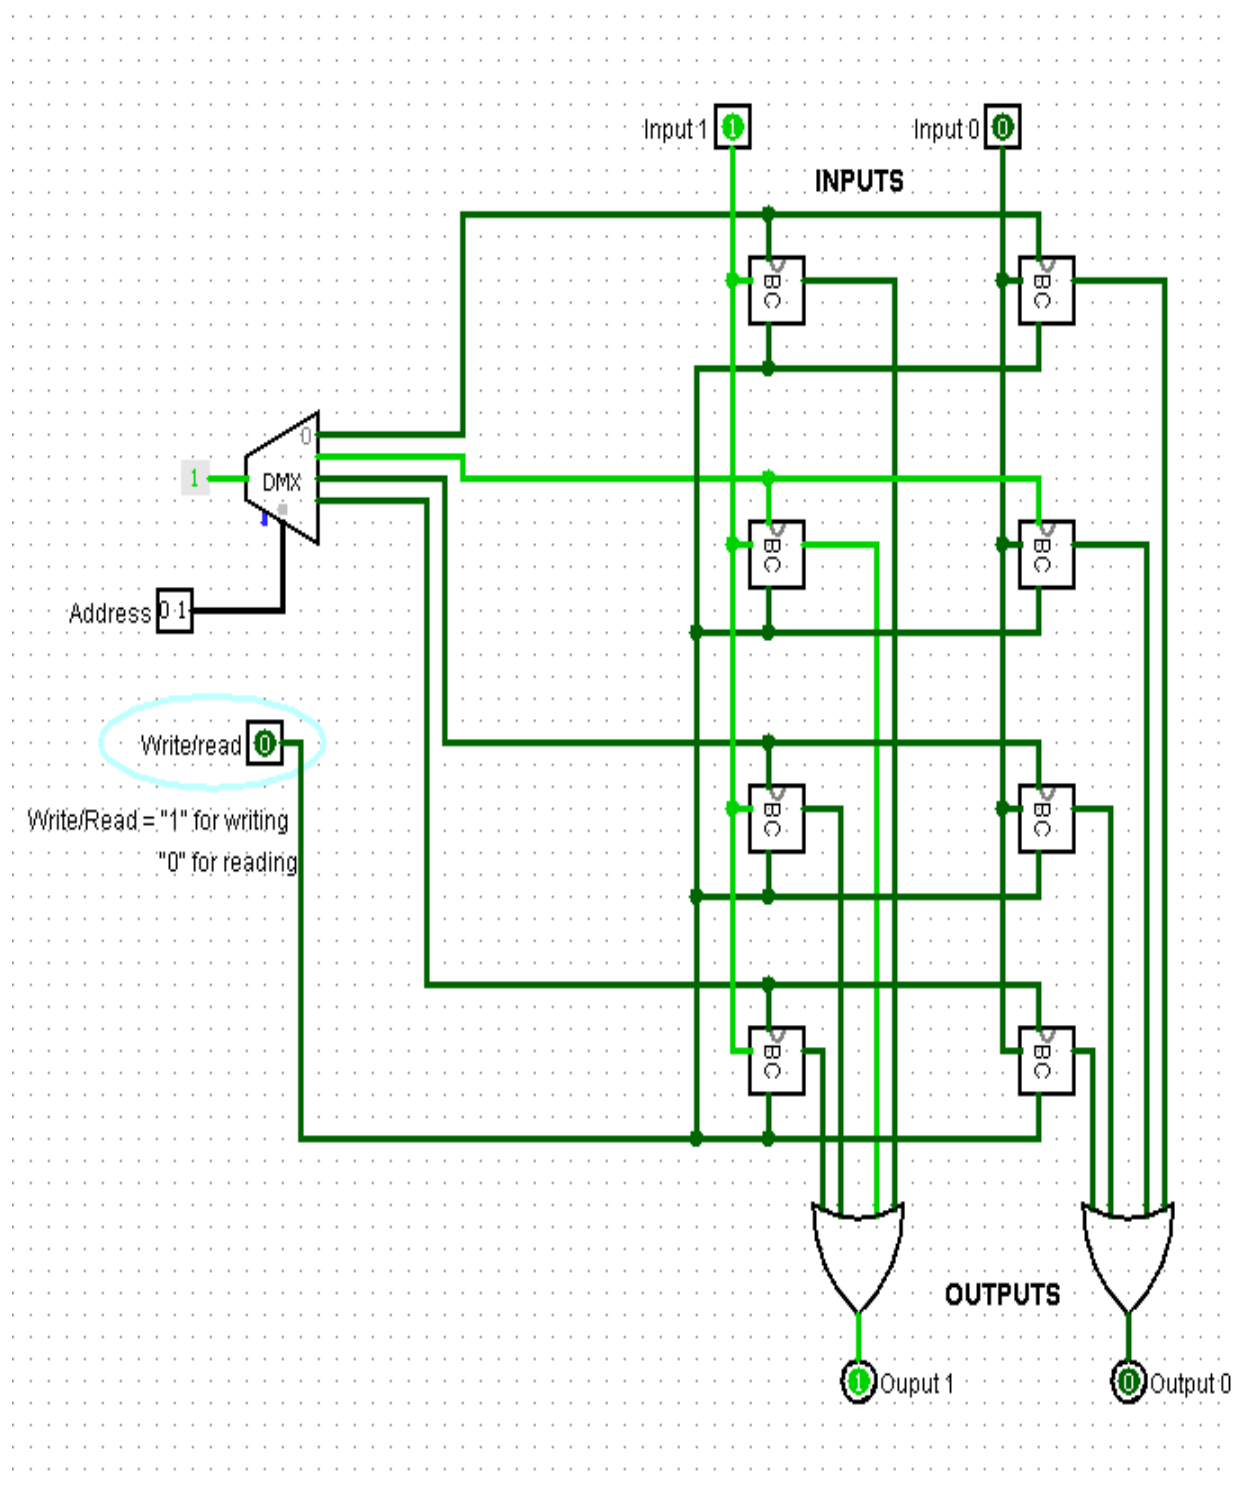 Input 1 1
Input 0 0
INPUTS
BC
BC
0
1
DMX
BC
BC
Address 0 1
Write/read 0
BC
BC
Write/Read = "1" for writing
"0" for reading
BC
BC
OUTPUTS
1 Ouput 1
0 Output 0